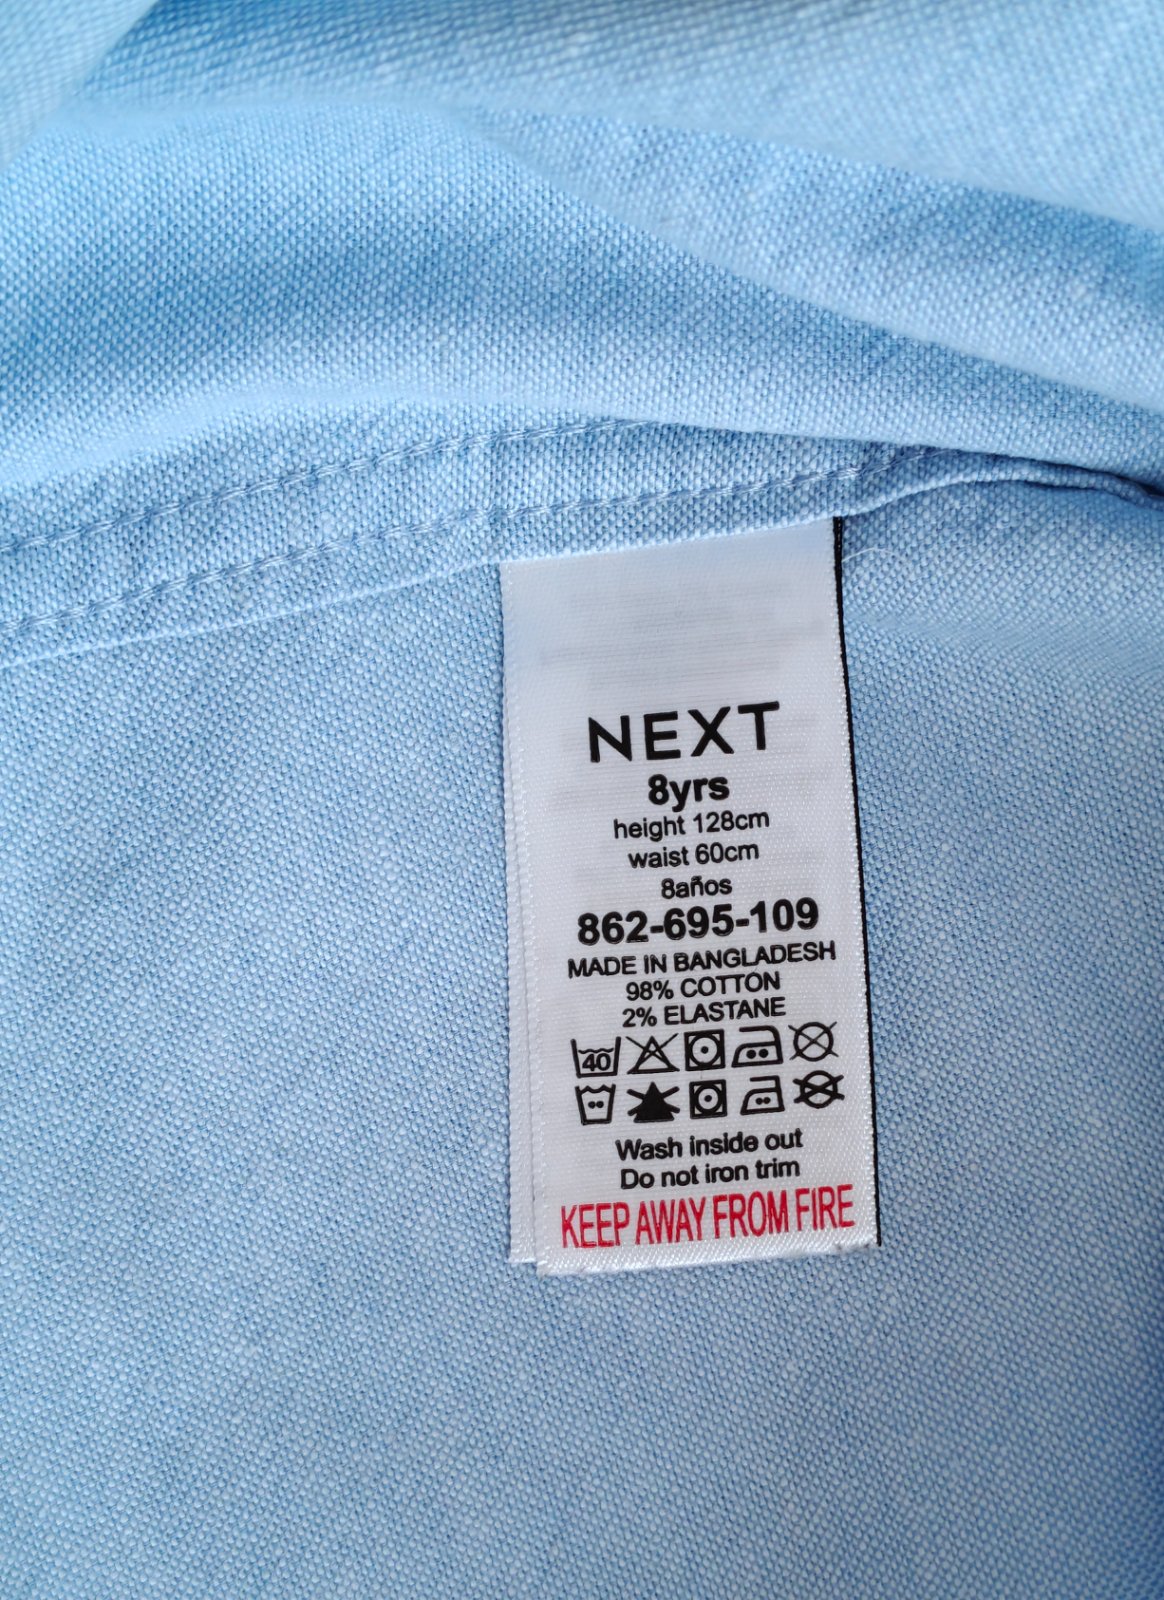 NEXT
8yrs
height 128cm
waist 60cm
8años
862-695-109
MADE IN BANGLADESH
98% COTTON
2% ELASTANE
40
Wash inside out
Do not iron trim
KEEP AWAY FROM FIRE